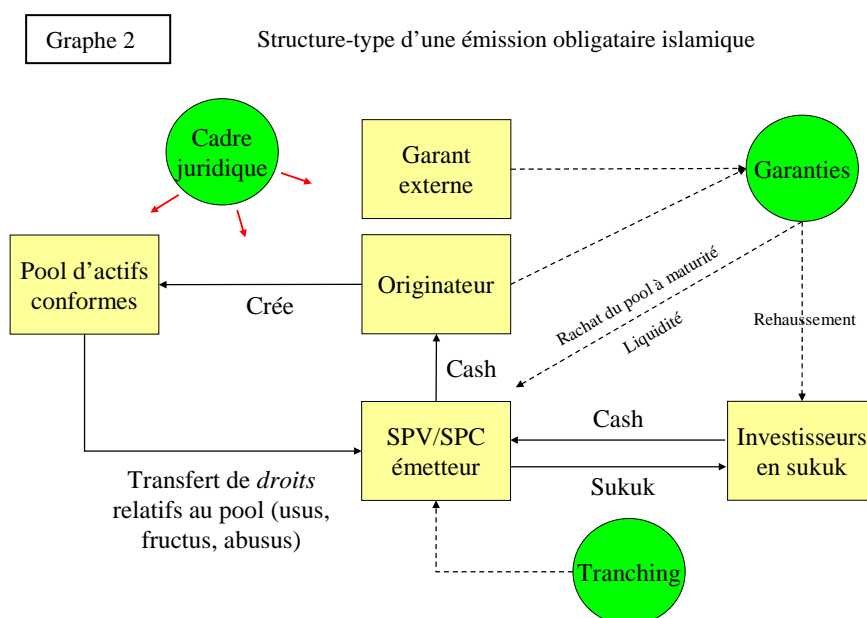 Graphe 2
Structure-type d'une émission obligataire islamique
Cadre
juridique
Garant
externe
Garanties
Pool d'actifs
conformes
Crée
Originateur
Rachat du pool à maturité
Liquidité
Rehaussement
Cash
SPV/SPC
émetteur
Cash
Sukuk
Investisseurs
en sukuk
Transfert de droits
relatifs au pool (usus,
fructus, abusus)
Tranching